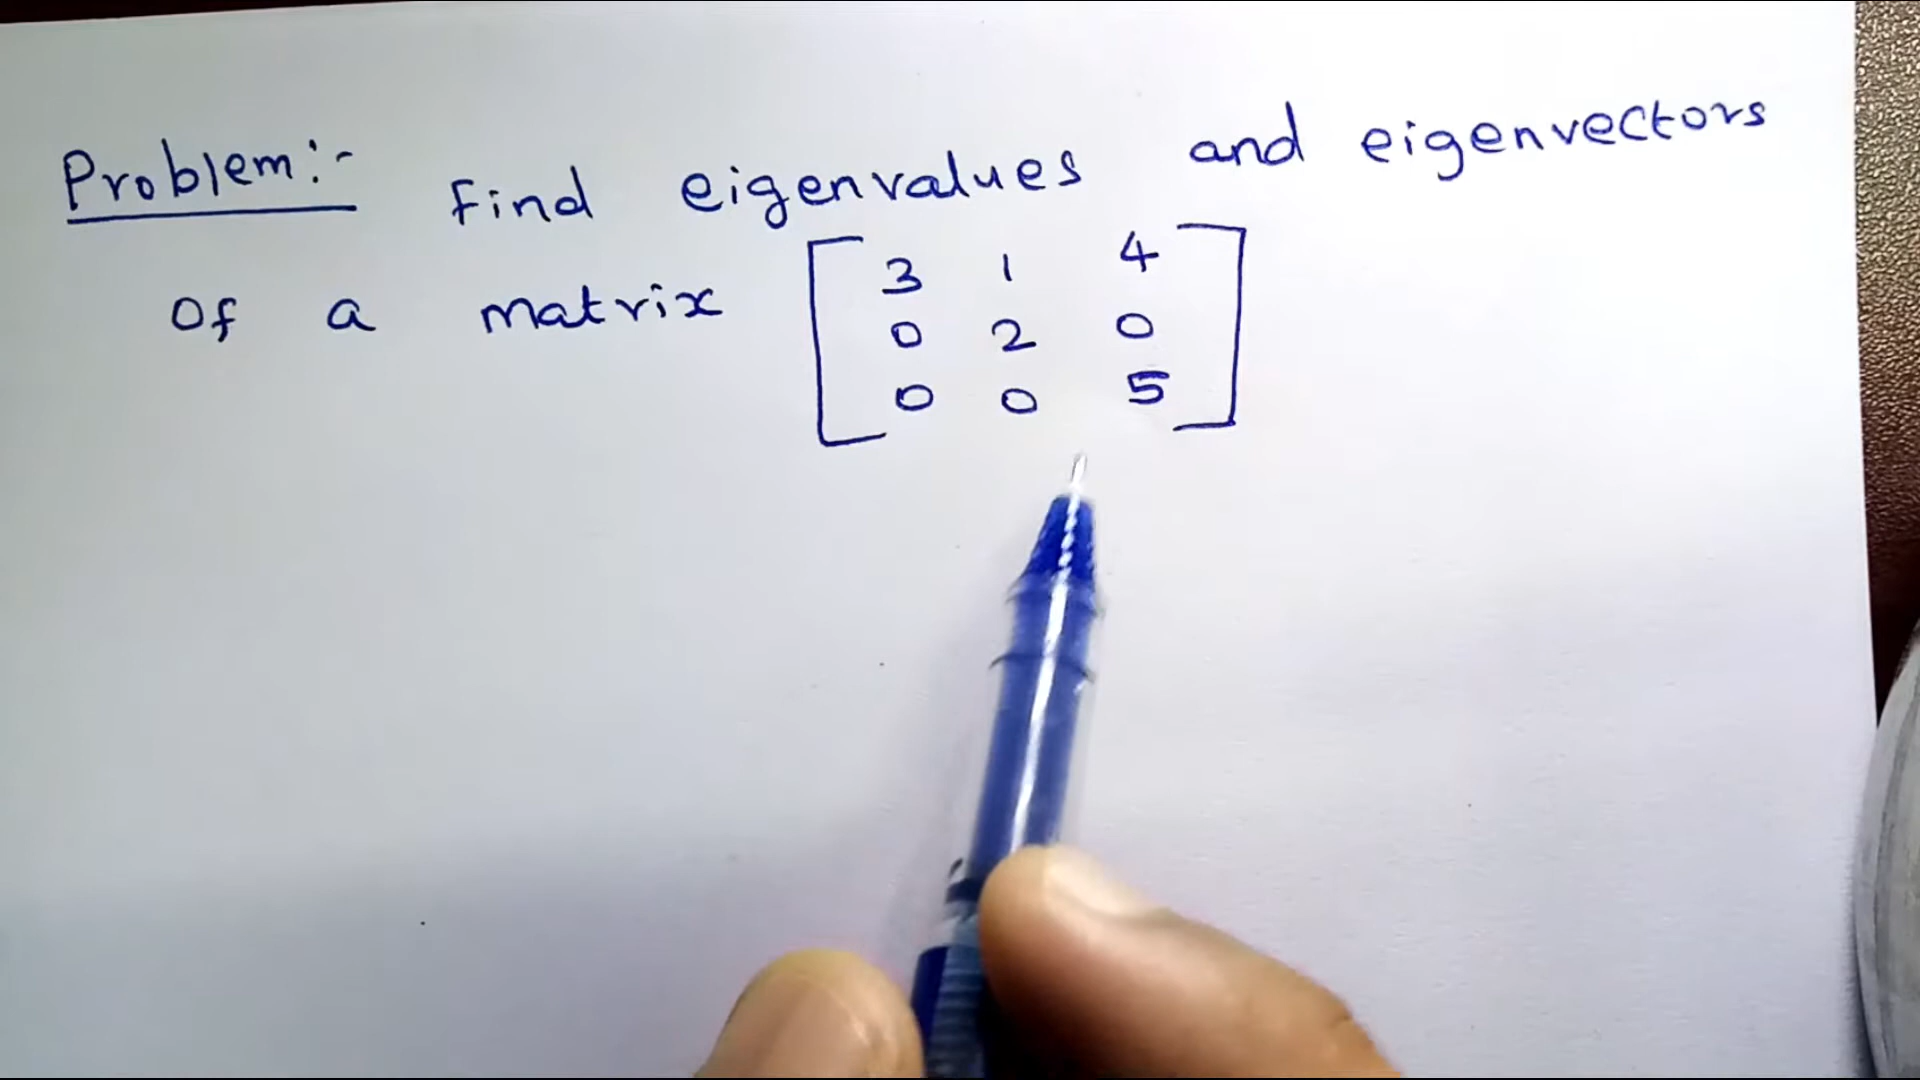 Problem:- Find eigenvalues and eigenvectors
of a matrix [3 1 4
0 2 0
0 0 5]